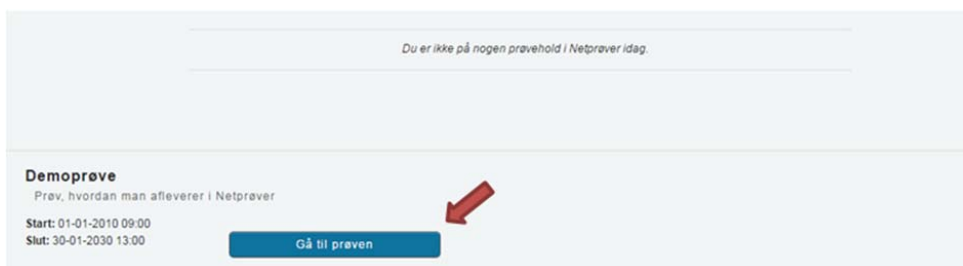 Du er ikke på nogen prøvehold i Netprøver idag.
Demoprøve
Prøv, hvordan man afleverer i Netprøver
Start: 01-01-2010 09:00
Slut: 30-01-2030 13:00
Gå til prøven